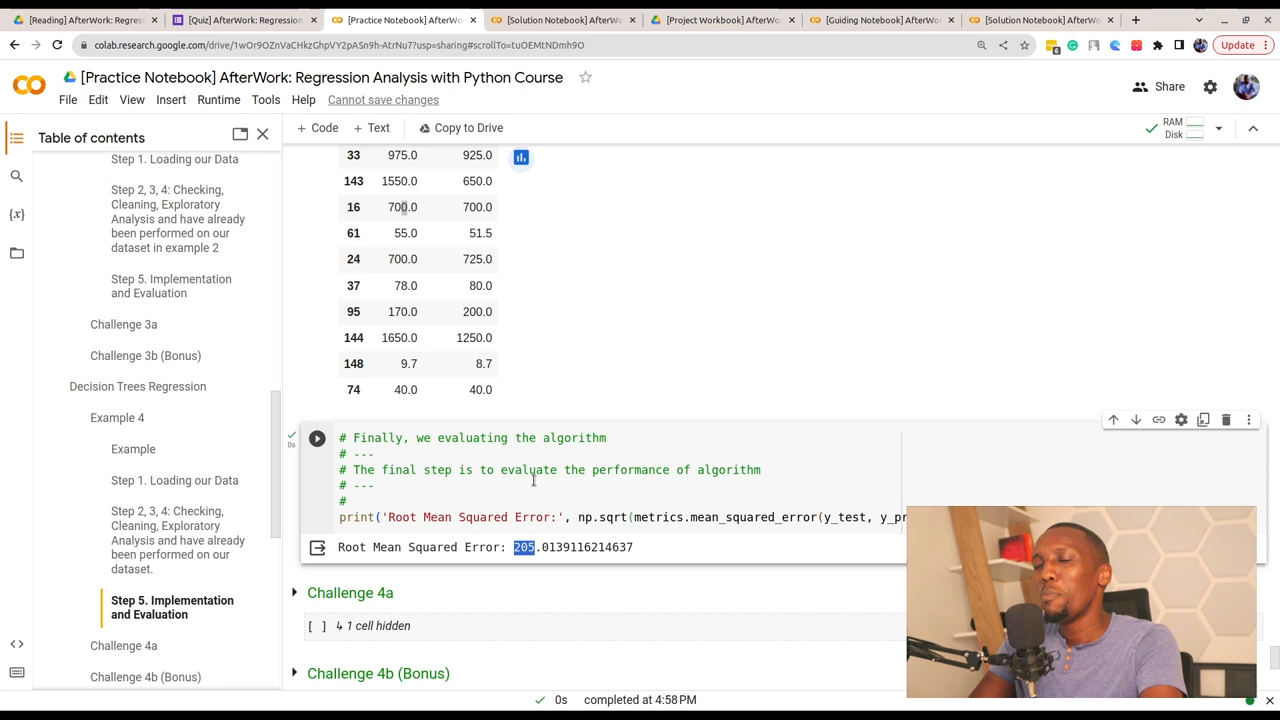 [Reading] AfterWork: Regress
[Quiz] AfterWork: Regression
[Practice Notebook] AfterWo
[Solution Notebook] AfterWo
[Project Workbook] AfterWo
[Guiding Notebook] AfterWo
[Solution Notebook] AfterWo
colab.research.google.com/drive/1wOr9OZnVaCHkzGhpVY2pASn9h-AtrNu7?usp=sharing#scrollTo=tuOEMtNDmh9O
6
Update
[Practice Notebook] AfterWork: Regression Analysis with Python Course
File Edit View Insert Runtime Tools Help Cannot save changes
Share
Table of contents
+ Code + Text Copy to Drive
RAM
Disk
Step 1. Loading our Data
Step 2, 3, 4: Checking,
Cleaning, Exploratory
Analysis and have already
been performed on our
dataset in example 2
Step 5. Implementation
and Evaluation
Challenge 3a
Challenge 3b (Bonus)
Decision Trees Regression
Example 4
Example
Step 1. Loading our Data
Step 2, 3, 4: Checking,
Cleaning, Exploratory
Analysis and have already
been performed on our
dataset.
Step 5. Implementation
and Evaluation
Challenge 4a
Challenge 4b (Bonus)
{x}
33 975.0 925.0
143 1550.0 650.0
16 700.0 700.0
61 55.0 51.5
24 700.0 725.0
37 78.0 80.0
95 170.0 200.0
144 1650.0 1250.0
148 9.7 8.7
74 40.0 40.0
0s
# Finally, we evaluating the algorithm
# ---
# The final step is to evaluate the performance of algorithm
# ---
#
print('Root Mean Squared Error:', np.sqrt(metrics.mean_squared_error(y_test, y_pr
Root Mean Squared Error: 205.0139116214637
Challenge 4a
[ ] ↳ 1 cell hidden
Challenge 4b (Bonus)
0s completed at 4:58 PM